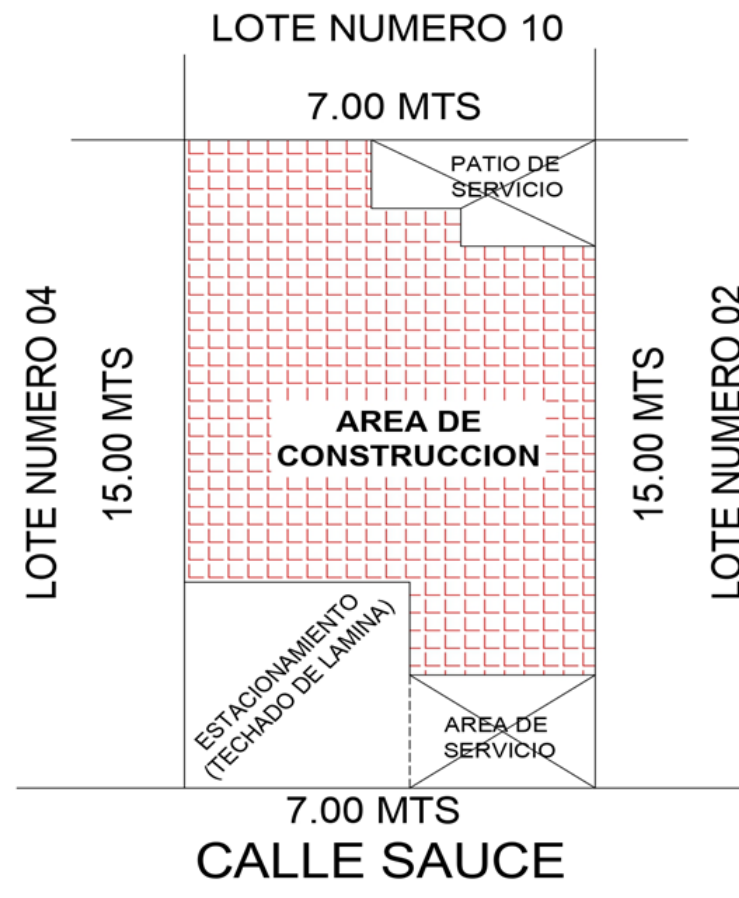 LOTE NUMERO 10
7.00 MTS
PATIO DE
SERVICIO
LOTE NUMERO 04
15.00 MTS
AREA DE
CONSTRUCCION
15.00 MTS
LOTE NUMERO 02
ESTACIONAMIENTO
(TECHADO DE LAMINA)
AREA DE
SERVICIO
7.00 MTS
CALLE SAUCE